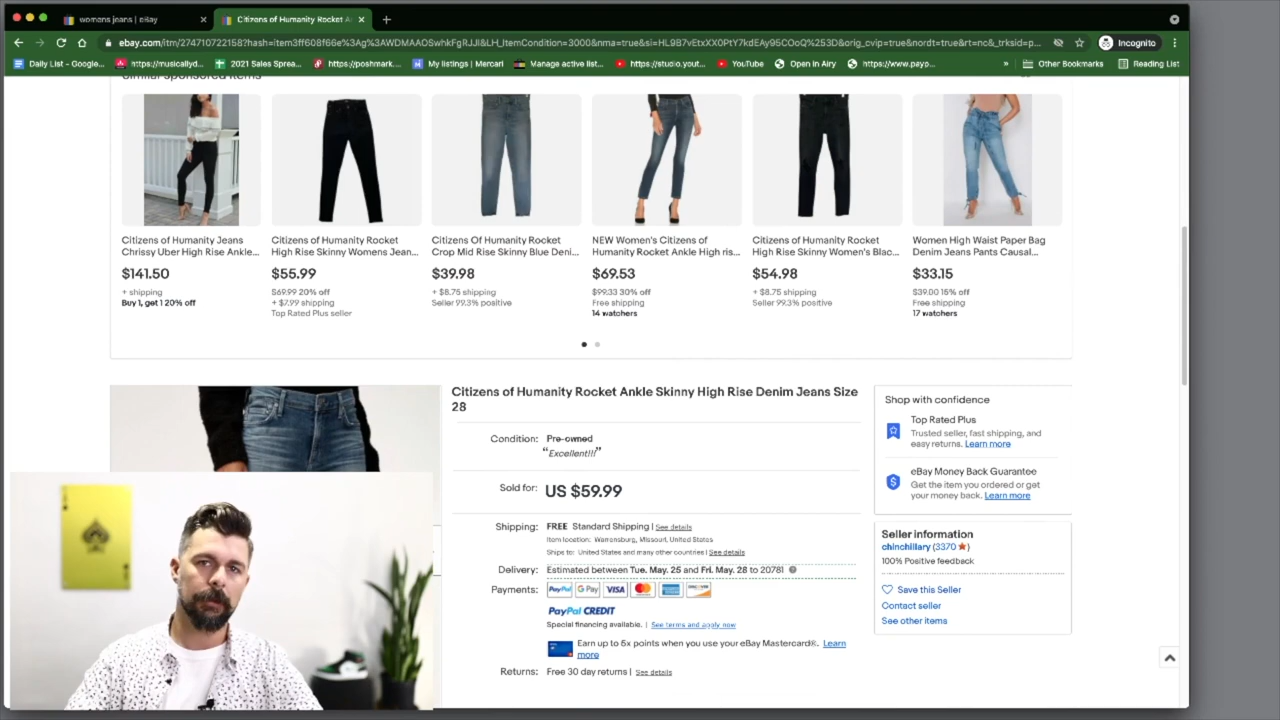 womens jeans | eBay
Citizens of Humanity Rocket A
ebay.com/itm/274710722158?hash=item3ff608f66e%3Ag%3AWDMAAOSwhkFgRJJI&LH_ItemCondition=3000&nma=true&si=HL9B7vEtxXX0PtY7kdEAy95COoQ%253D&orig_cvip=true&nordt=true&rt=nc&_trksid=p...
Incognito
Daily List - Google...
https://musicallyd...
2021 Sales Sprea...
https://poshmark...
My listings | Mercari
Manage active list...
https://studio.yout...
YouTube
Open in Airy
https://www.payp...
»
Other Bookmarks
Reading List
Similar sponsored items
Citizens of Humanity Jeans
Chrissy Uber High Rise Ankle...
$141.50
+ shipping
Buy 1, get 1 20% off
Citizens of Humanity Rocket
High Rise Skinny Womens Jean...
$55.99
$69.99 20% off
+ $7.99 shipping
Top Rated Plus seller
Citizens Of Humanity Rocket
Crop Mid Rise Skinny Blue Deni...
$39.98
+ $8.75 shipping
Seller 99.3% positive
NEW Women's Citizens of
Humanity Rocket Ankle High ris...
$69.53
$99.33 30% off
Free shipping
14 watchers
Citizens of Humanity Rocket
High Rise Skinny Women's Blac...
$54.98
+ $8.75 shipping
Seller 99.3% positive
Women High Waist Paper Bag
Denim Jeans Pants Causal...
$33.15
$39.00 15% off
Free shipping
17 watchers
Citizens of Humanity Rocket Ankle Skinny High Rise Denim Jeans Size
28
Condition: Pre-owned
"Excellent!!!"
Sold for: US $59.99
Shipping: FREE Standard Shipping | See details
Item location: Warrensburg, Missouri, United States
Ships to: United States and many other countries | See details
Delivery: Estimated between Tue. May. 25 and Fri. May. 28 to 20781
Payments: PayPal G Pay VISA
PayPal CREDIT
Special financing available. | See terms and apply now
Earn up to 5x points when you use your eBay Mastercard®. Learn
more
Returns: Free 30 day returns | See details
Shop with confidence
Top Rated Plus
Trusted seller, fast shipping, and
easy returns. Learn more
eBay Money Back Guarantee
Get the item you ordered or get
your money back. Learn more
Seller information
chinchillary (3370)
100% Positive feedback
Save this Seller
Contact seller
See other items